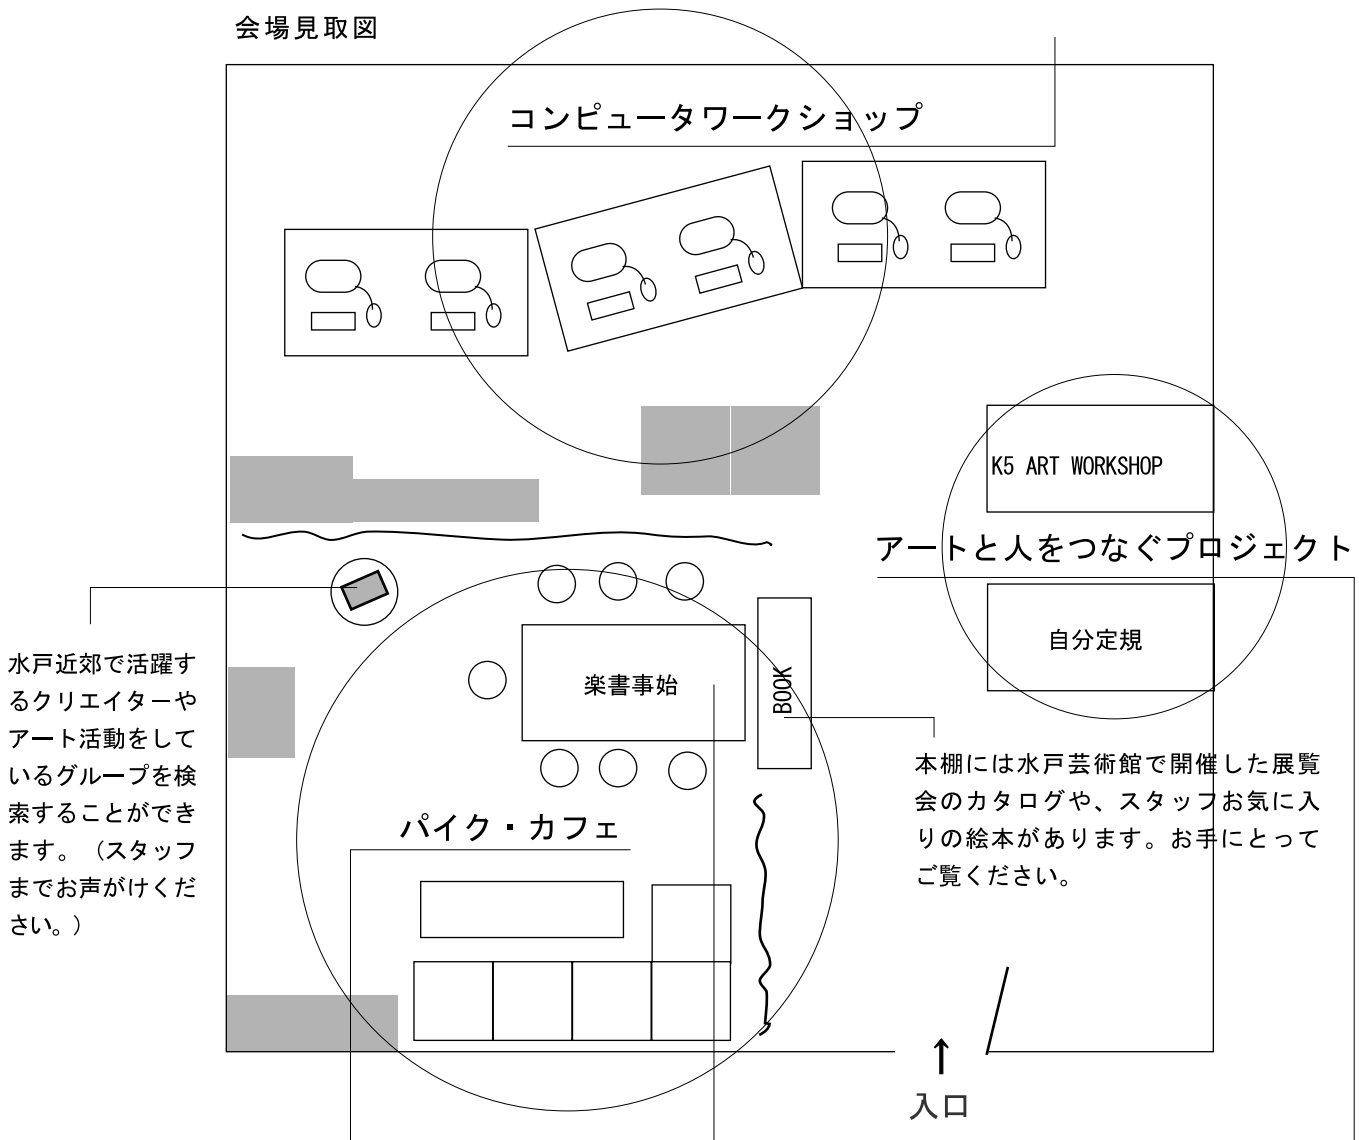 会場見取図
コンピュータワークショップ
K5 ART WORKSHOP
アートと人をつなぐプロジェクト
自分定規
水戸近郊で活躍す
るクリエイターや
アート活動をして
いるグループを検
索することができ
ます。（スタッフ
までお声がけくだ
さい。）
楽書事始
BOOK
本棚には水戸芸術館で開催した展覧
会のカタログや、スタッフお気に入
りの絵本があります。お手にとって
ご覧ください。
パイク・カフェ
入口